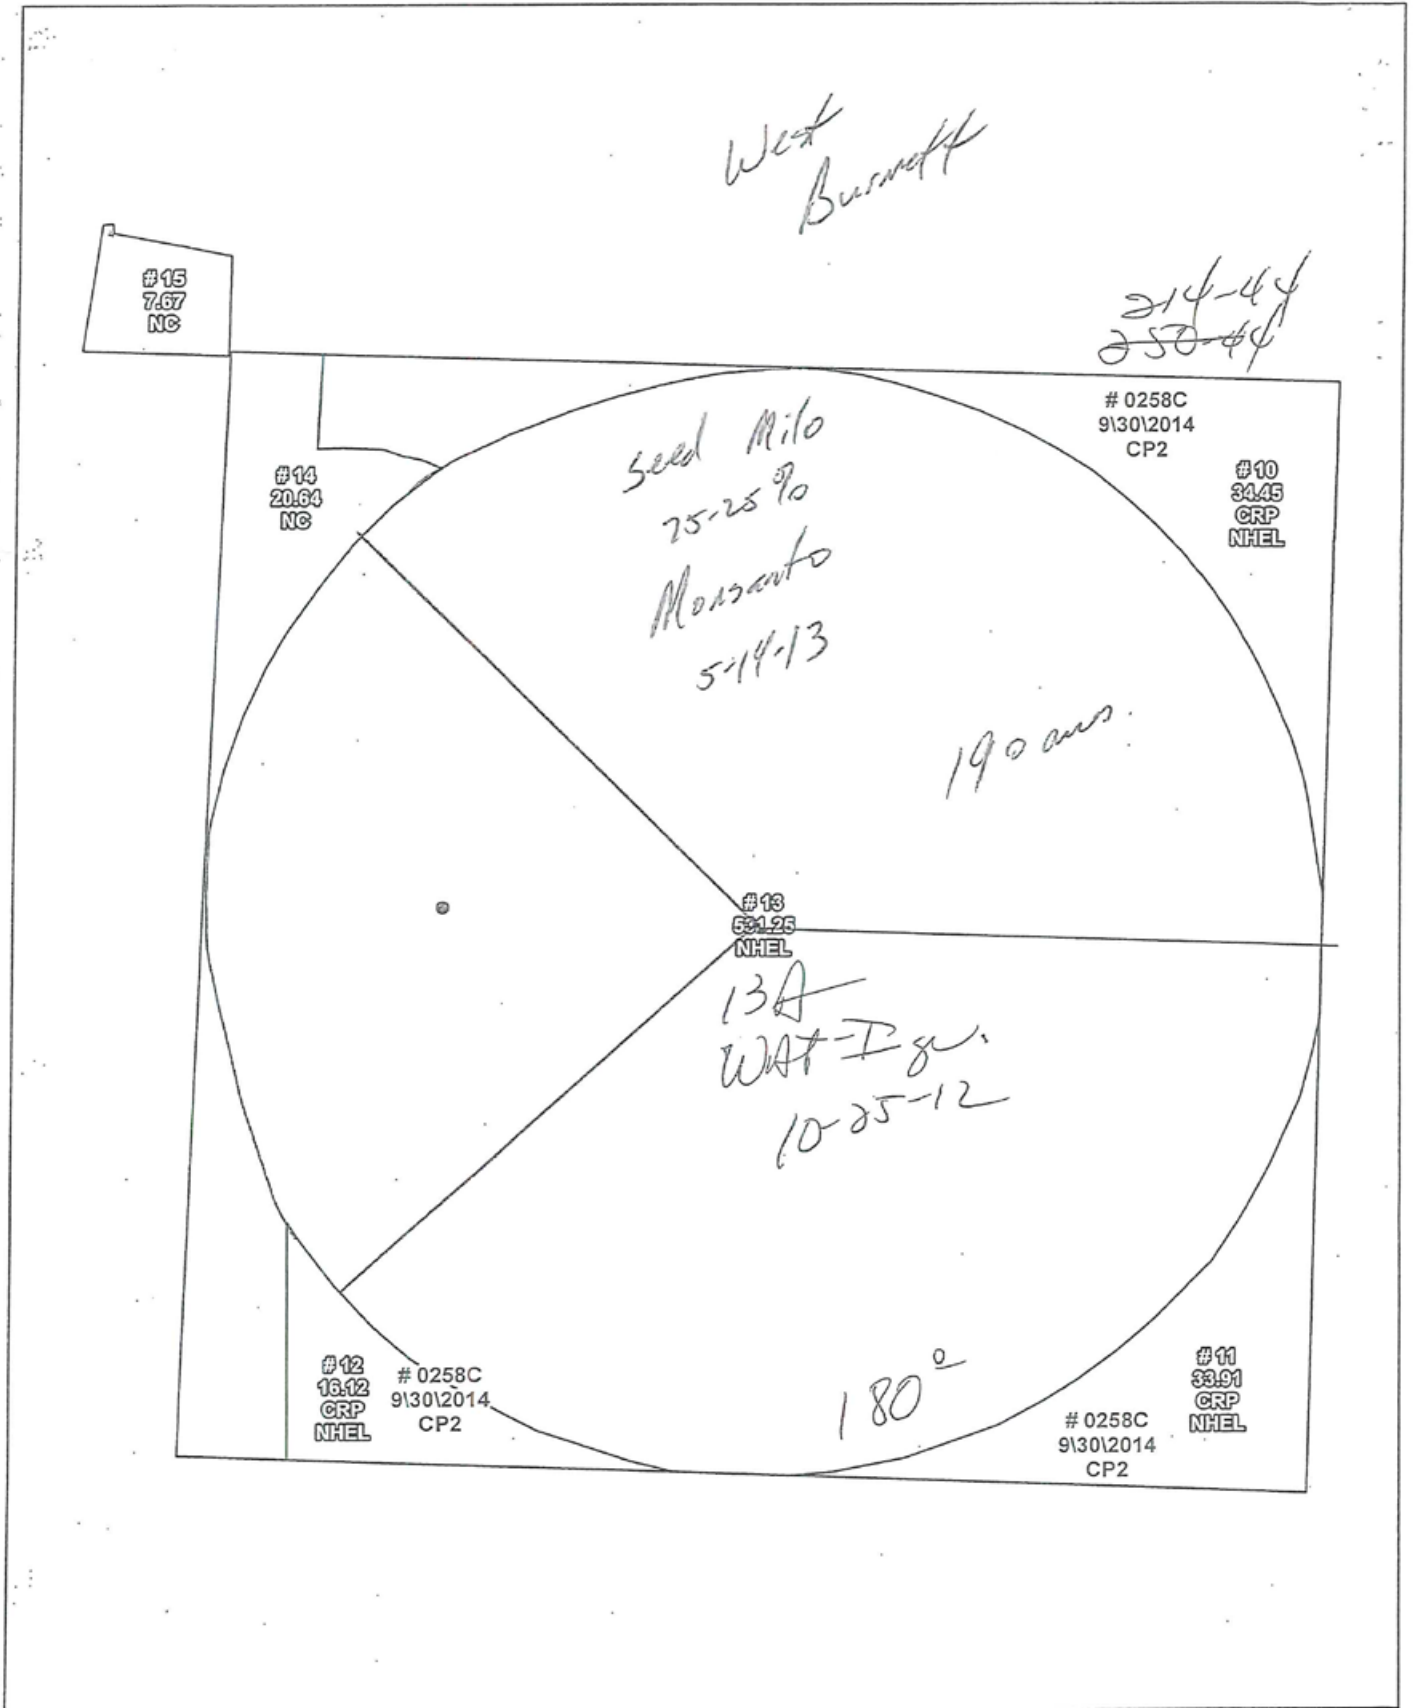 West
Burnett
214-44
250-44
# 15
7.67
NC
# 0258C
9\30\2014
CP2
# 10
34.45
CRP
NHEL
# 14
20.64
NC
Seed Milo
75-25%
Monsanto
5-14-13
190
# 13
531.25
NHEL
13A
10-25-12
180°
# 12
16.12
CRP
NHEL
# 0258C
9\30\2014
CP2
# 11
33.91
CRP
NHEL
# 0258C
9\30\2014
CP2